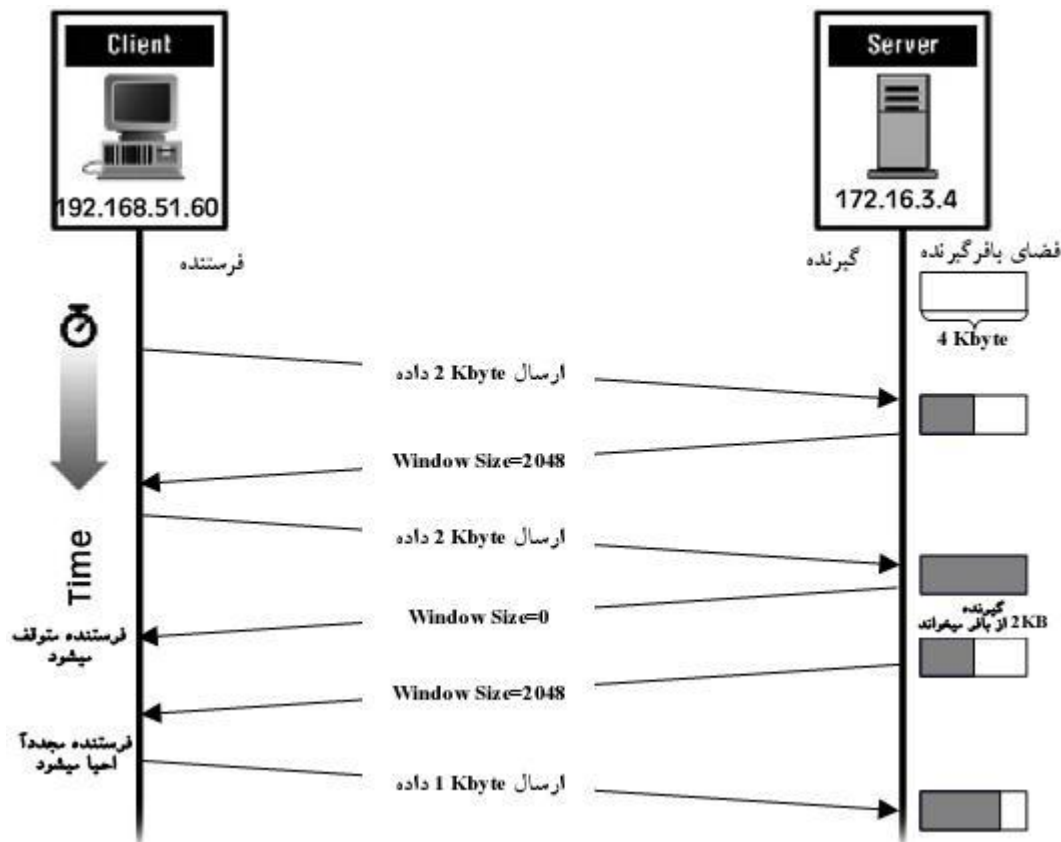 Client
Server
192.168.51.60
172.16.3.4
فرستنده
گیرنده
فضای بافرگیرنده
4 Kbyte
ارسال 2 Kbyte داده
Window Size=2048
ارسال 2 Kbyte داده
Time
Window Size=0
گیرنده
2KB از بافر میخواند
فرستنده متوقف
میشود
Window Size=2048
فرستنده مجدداً
احیا میشود
ارسال 1 Kbyte داده